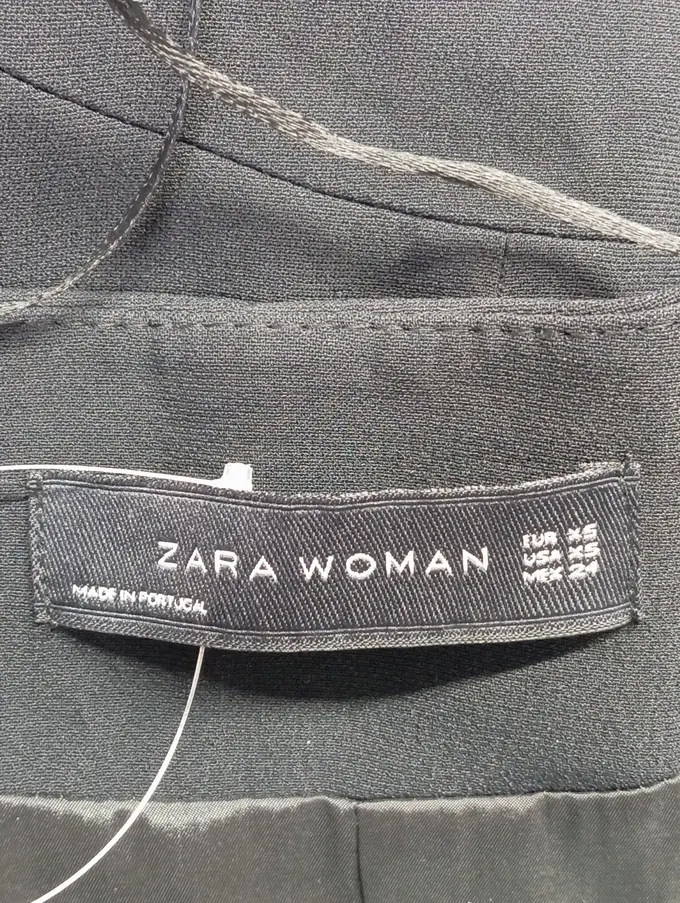 ZARA WOMAN
EUR XS
USA XS
MEX 24
MADE IN PORTUGAL